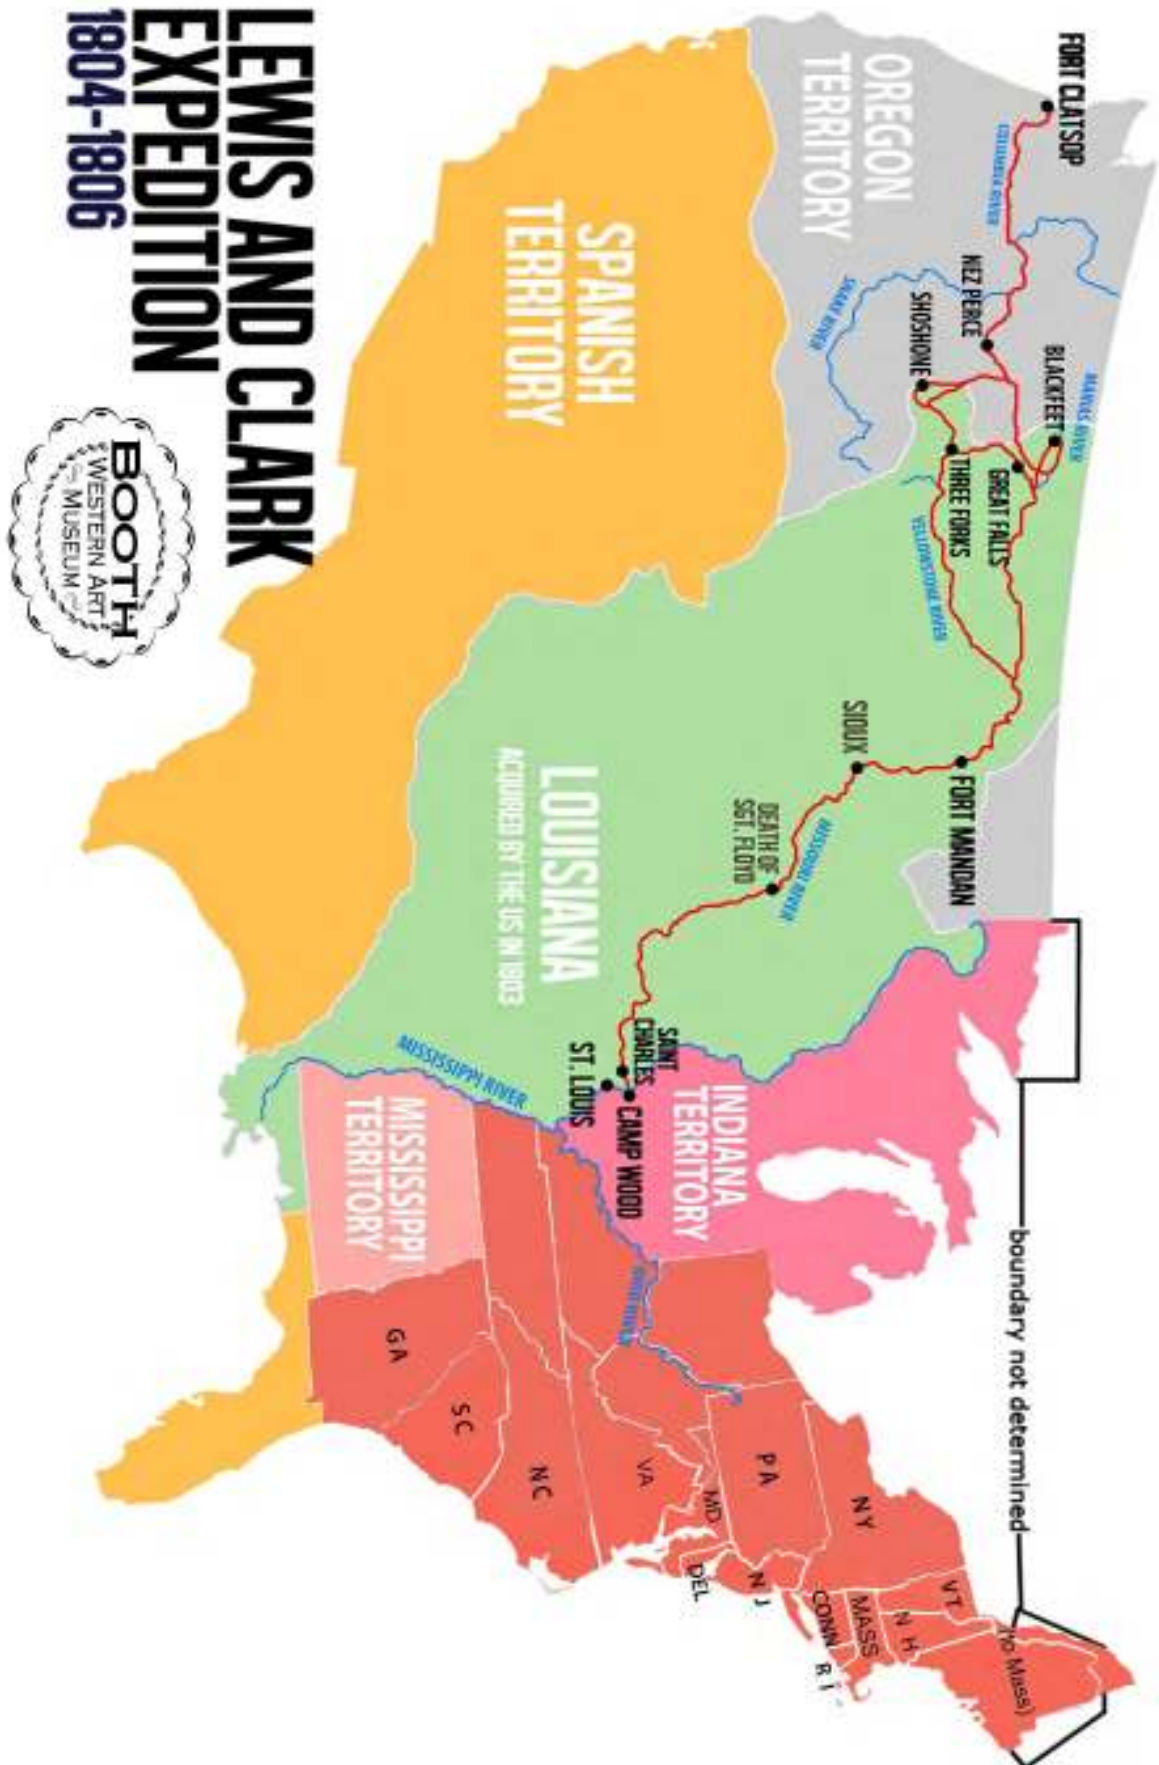 FORT CLATSOP
OREGON
TERRITORY
COLUMBIA RIVER
NEZ PERCE
SHOSHONE
SNAKE RIVER
BLACKFEET
MARIAS RIVER
GREAT FALLS
THREE FORKS
YELLOWSTONE RIVER
SPANISH
TERRITORY
FORT MANDAN
SIOUX
DEATH OF
SGT. FLOYD
MISSOURI RIVER
LOUISIANA
ACQUIRED BY THE US IN 1803
SAINT
CHARLES
ST. LOUIS
CAMP WOOD
MISSISSIPPI RIVER
INDIANA
TERRITORY
MISSISSIPPI
TERRITORY
OHIO RIVER
boundary not determined
(to Mass)
VT
N H
NY
MASS
CONN
R I
PA
N J
MD
DEL
VA
NC
SC
GA
LEWIS AND CLARK
EXPEDITION
1804-1806
BOOTH
WESTERN ART
MUSEUM